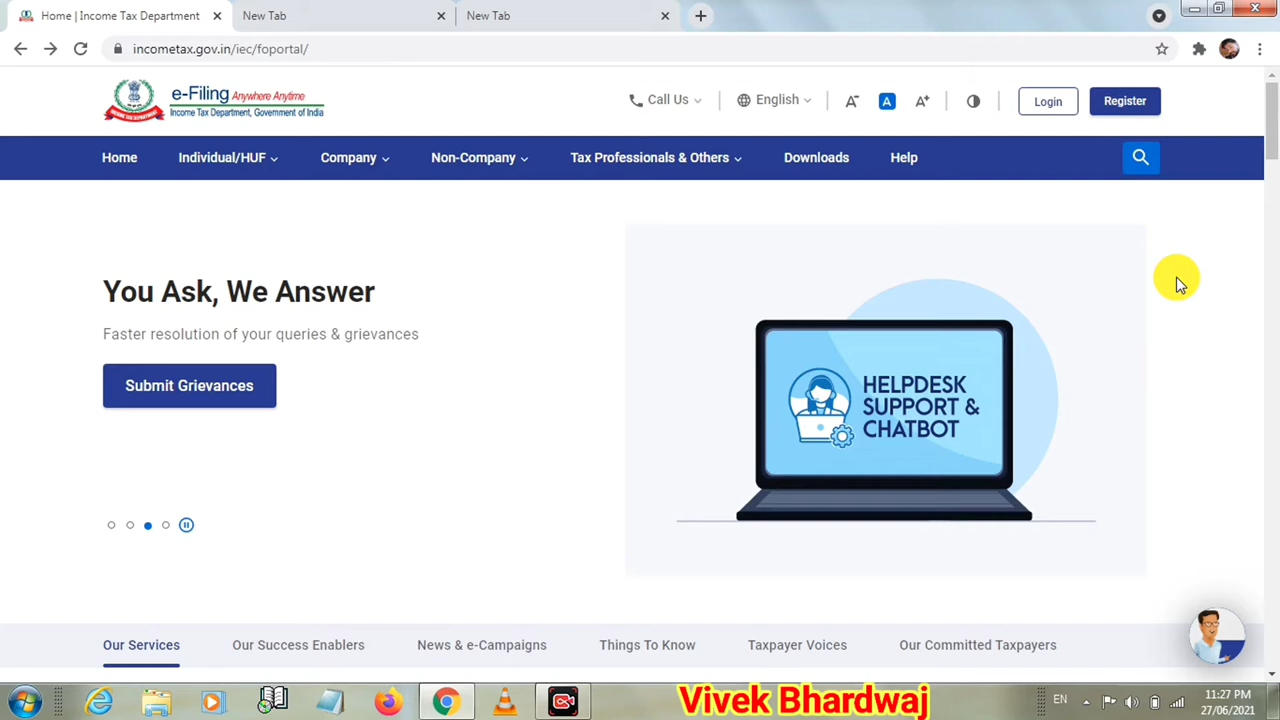 Home | Income Tax Department
New Tab
New Tab
incometax.gov.in/iec/foportal/
e-Filing Anywhere Anytime
Income Tax Department, Government of India
Call Us
English
A-
A
A+
Login
Register
Home
Individual/HUF
Company
Non-Company
Tax Professionals & Others
Downloads
Help
You Ask, We Answer
Faster resolution of your queries & grievances
Submit Grievances
HELPDESK
SUPPORT &
CHATBOT
Our Services
Our Success Enablers
News & e-Campaigns
Things To Know
Taxpayer Voices
Our Committed Taxpayers
Vivek Bhardwaj
EN
11:27 PM
27/06/2021